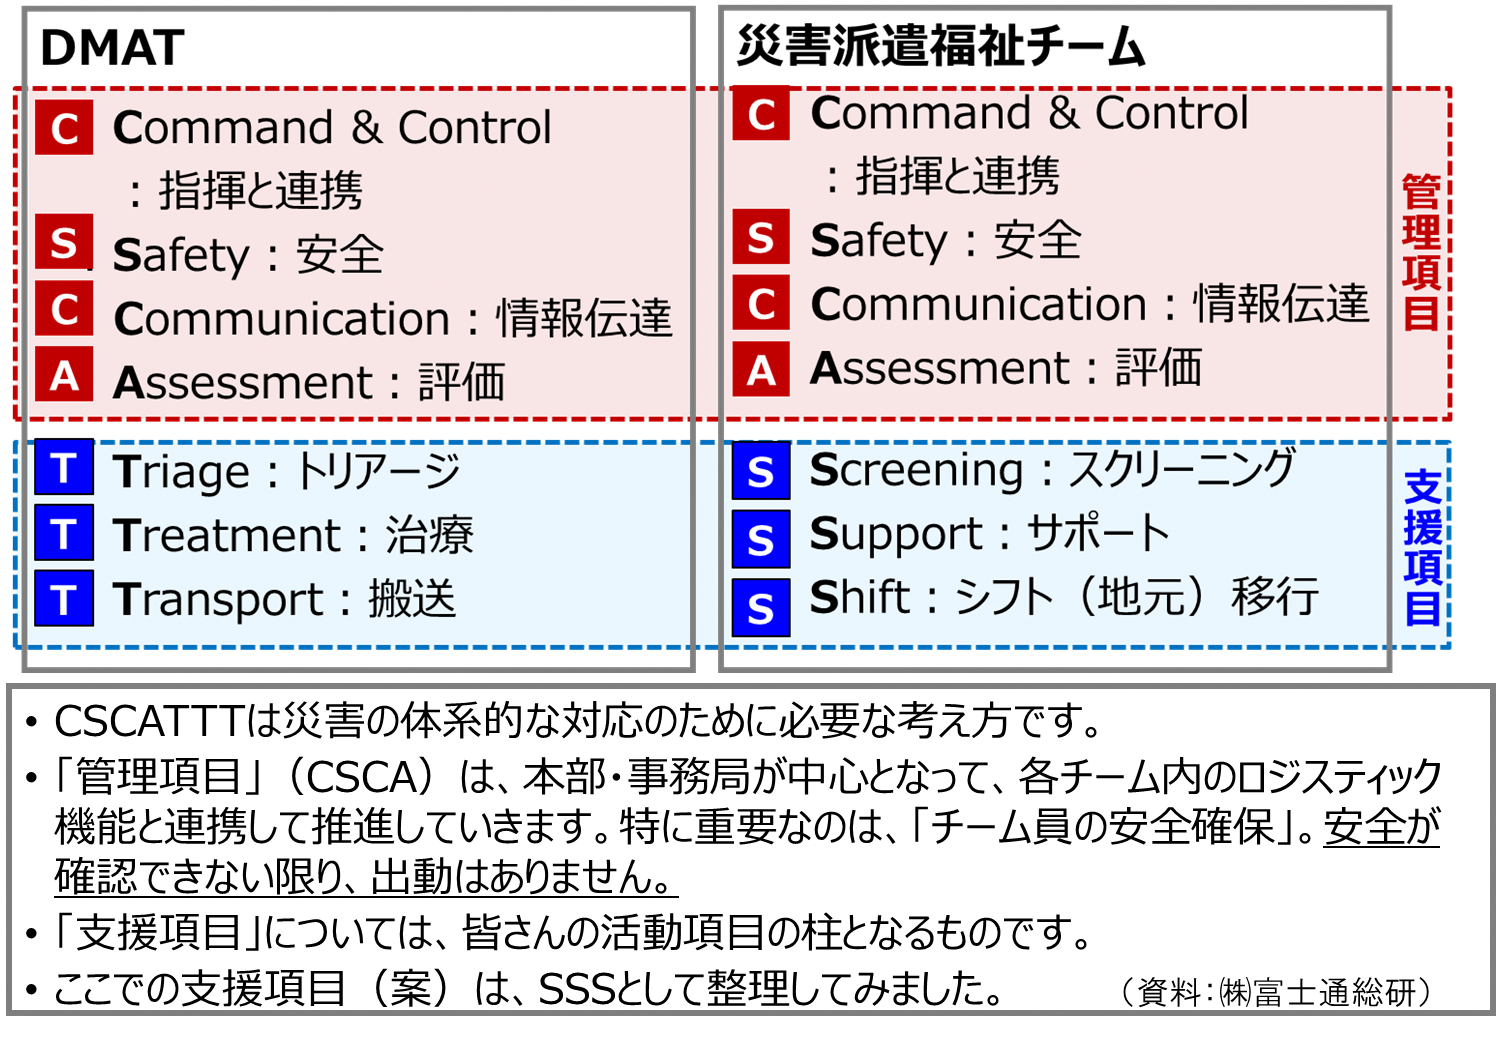 DMAT
C Command & Control
：指揮と連携
S Safety：安全
C Communication：情報伝達
A Assessment：評価
T Triage：トリアージ
T Treatment：治療
T Transport：搬送
災害派遣福祉チーム
C Command & Control
：指揮と連携
S Safety：安全
C Communication：情報伝達
A Assessment：評価
S Screening：スクリーニング
S Support：サポート
S Shift：シフト（地元）移行
管理項目
支援項目
• CSCATTTは災害の体系的な対応のために必要な考え方です。
• 「管理項目」（CSCA）は、本部・事務局が中心となって、各チーム内のロジスティック
機能と連携して推進していきます。特に重要なのは、「チーム員の安全確保」。安全が
確認できない限り、出動はありません。
• 「支援項目」については、皆さんの活動項目の柱となるものです。
• ここでの支援項目（案）は、SSSとして整理してみました。
（資料：㈱富士通総研）